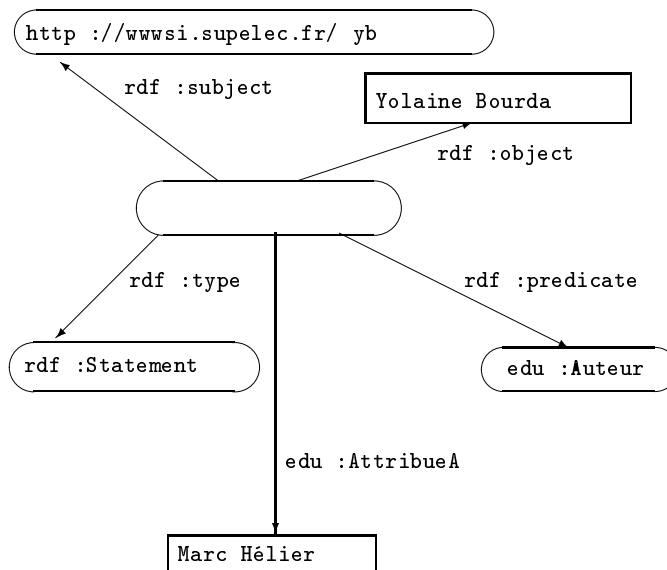 http ://wwwsi.supelec.fr/ yb
rdf :subject
Yolaine Bourda
rdf :object
rdf :type
rdf :predicate
rdf :Statement
edu :Auteur
edu :AttribueA
Marc Hélier